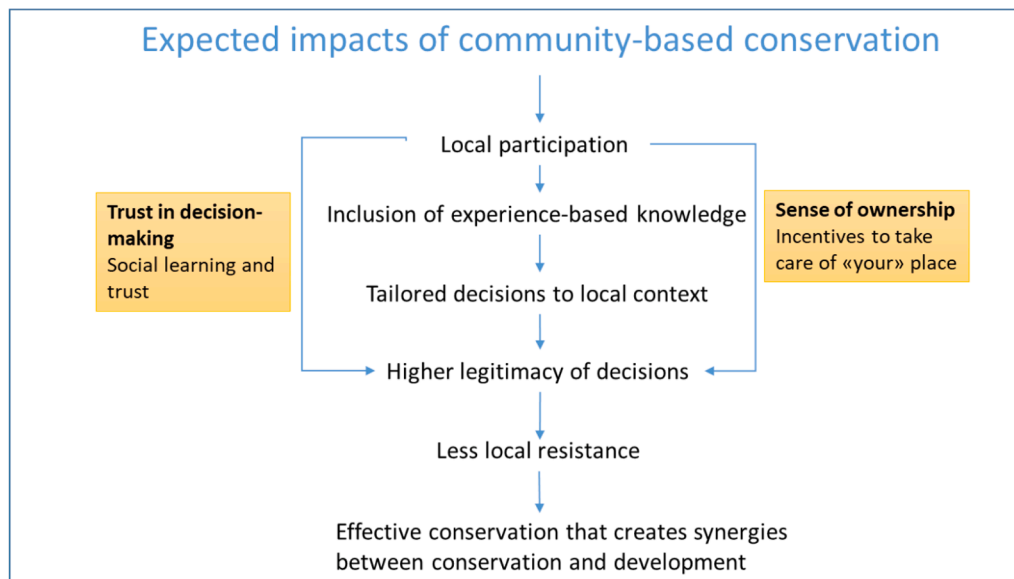 Expected impacts of community-based conservation
Local participation
Trust in decision-
making
Social learning and
trust
Inclusion of experience-based knowledge
Sense of ownership
Incentives to take
care of «your» place
Tailored decisions to local context
Higher legitimacy of decisions
Less local resistance
Effective conservation that creates synergies
between conservation and development